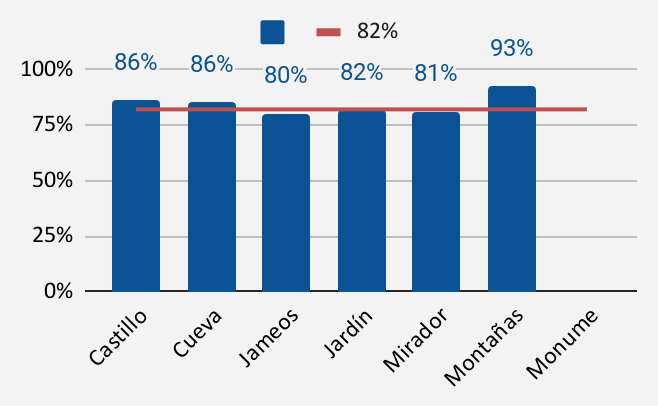 82%
86%
86%
80%
82%
81%
93%
100%
75%
50%
25%
0%
Castillo
Cueva
Jameos
Jardín
Mirador
Montañas
Monume